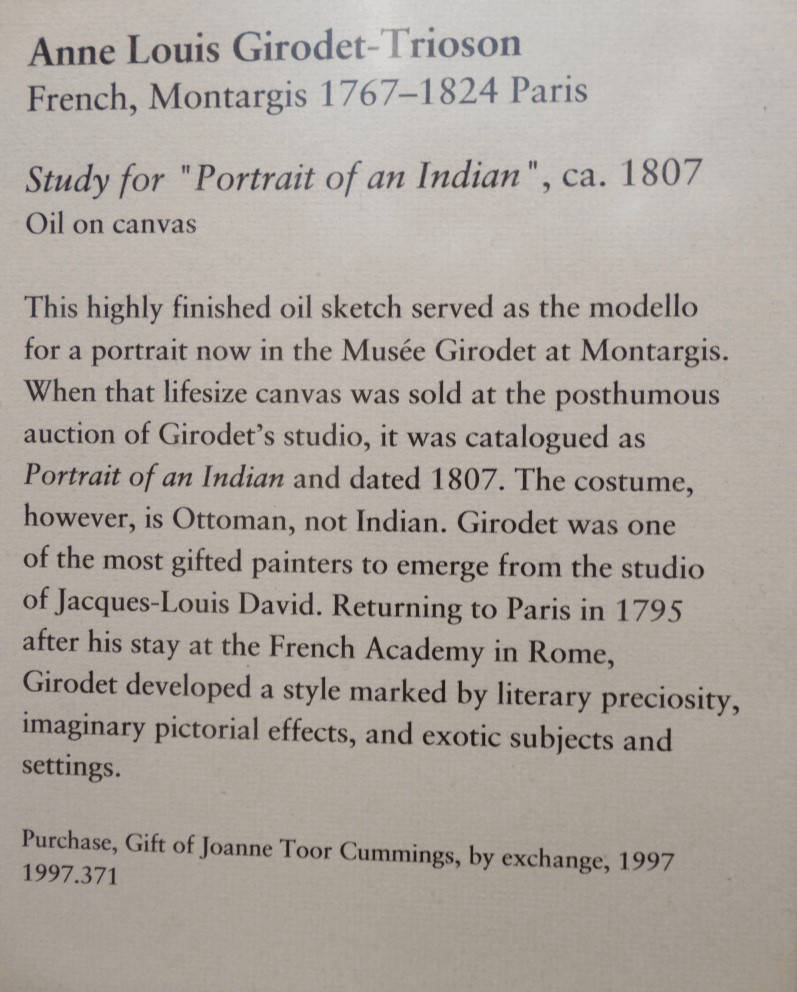 Anne Louis Girodet-Trioson
French, Montargis 1767–1824 Paris
Study for "Portrait of an Indian", ca. 1807
Oil on canvas
This highly finished oil sketch served as the modello
for a portrait now in the Musée Girodet at Montargis.
When that lifesize canvas was sold at the posthumous
auction of Girodet’s studio, it was catalogued as
Portrait of an Indian and dated 1807. The costume,
however, is Ottoman, not Indian. Girodet was one
of the most gifted painters to emerge from the studio
of Jacques-Louis David. Returning to Paris in 1795
after his stay at the French Academy in Rome,
Girodet developed a style marked by literary preciosity,
imaginary pictorial effects, and exotic subjects and
settings.
Purchase, Gift of Joanne Toor Cummings, by exchange, 1997
1997.371